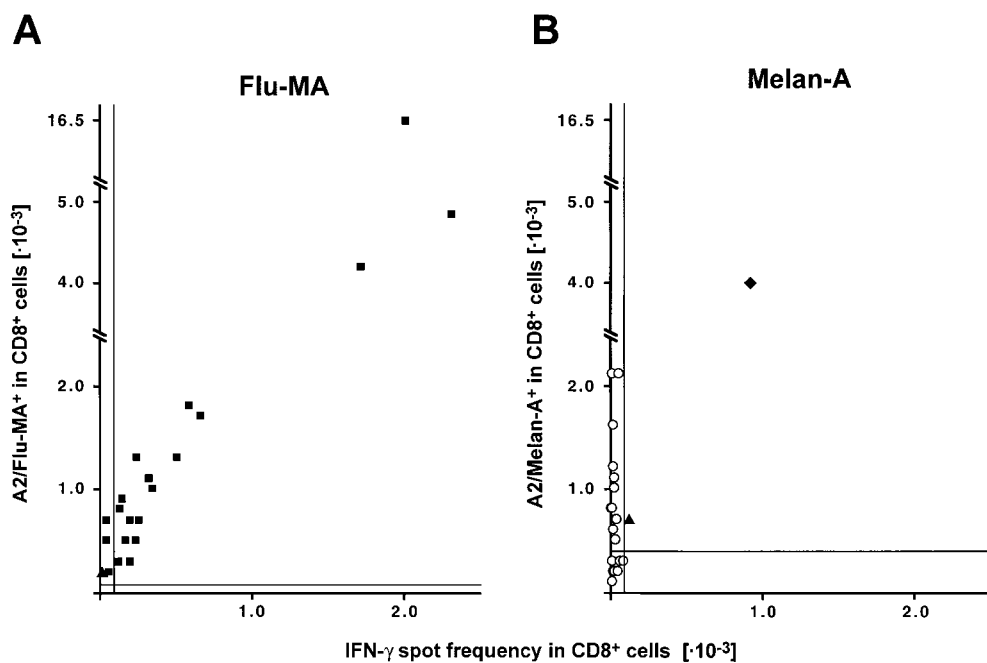 A
B
Flu-MA
Melan-A
A2/Flu-MA⁺ in CD8⁺ cells [·10⁻³]
16.5
5.0
4.0
2.0
1.0
1.0
2.0
A2/Melan-A⁺ in CD8⁺ cells [·10⁻³]
16.5
5.0
4.0
2.0
1.0
1.0
2.0
IFN-γ spot frequency in CD8⁺ cells [·10⁻³]